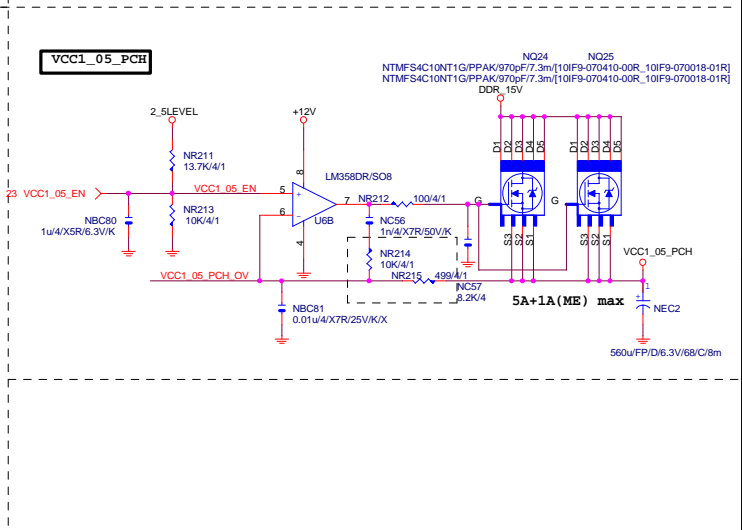 VCC1_05_PCH
NQ24 NQ25
NTMFS4C10NT1G/PPAK/970pF/7.3m/[10IF9-070410-00R_10IF9-070018-01R]
NTMFS4C10NT1G/PPAK/970pF/7.3m/[10IF9-070410-00R_10IF9-070018-01R]
DDR_15V
2_5LEVEL
+12V
D1 D2 D3 D4 D5
D1 D2 D3 D4 D5
NR211
13.7K/4/1
LM358DR/SO8
8
23 VCC1_05_EN
VCC1_05_EN
5
+
7
NR212
100/4/1
G
G
NBC80
1u/4/X5R/6.3V/K
NR213
10K/4/1
6
-
U6B
4
NC56
1n/4/X7R/50V/K
S3 S2 S1
S3 S2 S1
NR214
10K/4/1
VCC1_05_PCH
VCC1_05_PCH_OV
NR215
499/4/1
NC57
8.2K/4
5A+1A(ME) max
1
+
NEC2
NBC81
0.01u/4/X7R/25V/K/X
560u/FP/D/6.3V/68/C/8m